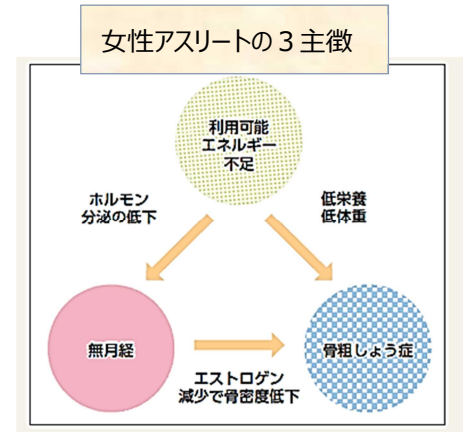 女性アスリートの３主徴
利用可能
エネルギー
不足
ホルモン
分泌の低下
低栄養
低体重
無月経
骨粗しょう症
エストロゲン
減少で骨密度低下